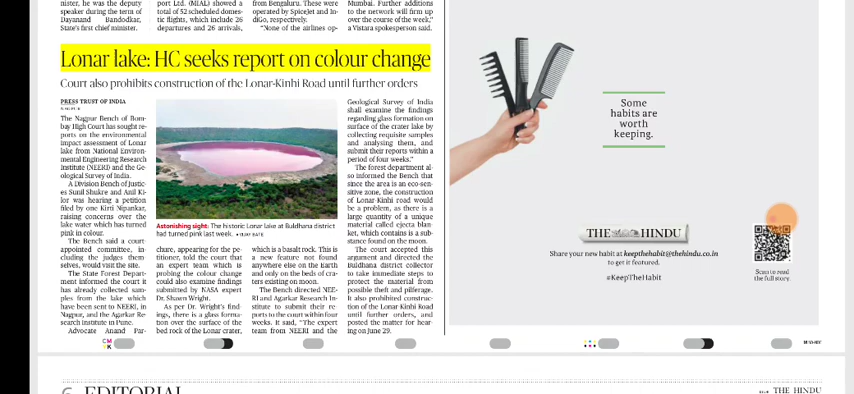 nister, he was the deputy
speaker during the term of
Dayanand Bandodkar,
State's first chief minister.
port Ltd. (MIAL) showed a
total of 52 scheduled domes-
tic flights, which include 26
departures and 26 arrivals,
from Bengaluru. These were
operated by SpiceJet and In-
diGo, respectively.
"None of the airlines op-
Mumbai. Further additions
to the network will firm up
over the course of the week,"
a Vistara spokesperson said.
Lonar lake: HC seeks report on colour change
Court also prohibits construction of the Lonar-Kinhi Road until further orders
PRESS TRUST OF INDIA
The Nagpur Bench of Bom-
bay High Court has sought re-
ports on the environmental
impact assessment of Lonar
lake from National Environ-
mental Engineering Research
Institute (NEERI) and the Ge-
ological Survey of India.
A Division Bench of Justic-
es Sunil Shukre and Anil Ki-
lor was hearing a petition
filed by one Kirti Nipankar,
raising concerns over the
lake water which has turned
pink in colour.
The Bench said a court-
appointed committee, in-
cluding the judges them-
selves, would visit the site.
The State Forest Depart-
ment informed the court it
has already collected sam-
ples from the lake which
have been sent to NEERI, in
Nagpur, and the Agarkar Re-
search Institute in Pune.
Advocate Anand Par-
Astonishing sight: The historic Lonar lake at Buldhana district
had turned pink last week.
chure, appearing for the pe-
titioner, told the court that
an expert team which is
probing the colour change
could also examine findings
submitted by NASA expert
Dr. Shawn Wright.
As per Dr. Wright's find-
ings, there is a glass forma-
tion over the surface of the
bed rock of the Lonar crater,
which is a basalt rock. This is
a new feature not found
anywhere else on the Earth
and only on the beds of cra-
ters existing on moon.
The Bench directed NEE-
RI and Agarkar Research In-
stitute to submit their re-
ports to the court within four
weeks. It said, "The expert
team from NEERI and the
Geological Survey of India
shall examine the findings
regarding glass formation on
surface of the crater lake by
collecting requisite samples
and analysing them, and
submit their reports within a
period of four weeks."
The forest department al-
so informed the Bench that
since the area is an eco-sen-
sitive zone, the construction
of Lonar-Kinhi road would
be a problem, as there is a
large quantity of a unique
material called ejecta blan-
ket, which contains is a sub-
stance found on the moon.
The court accepted this
argument and directed the
Buldhana district collector
to take immediate steps to
protect the material from
possible theft and pilferage.
It also prohibited construc-
tion of the Lonar-Kinhi Road
until further orders, and
posted the matter for hear-
ing on June 29.
Some
habits are
worth
keeping.
THE HINDU
Share your new habit at keepthehabit@thehindu.co.in
to get it featured.
#KeepTheHabit
Scan to read
the full story.
CM
YK
6 EDITORIAL
THE HINDU